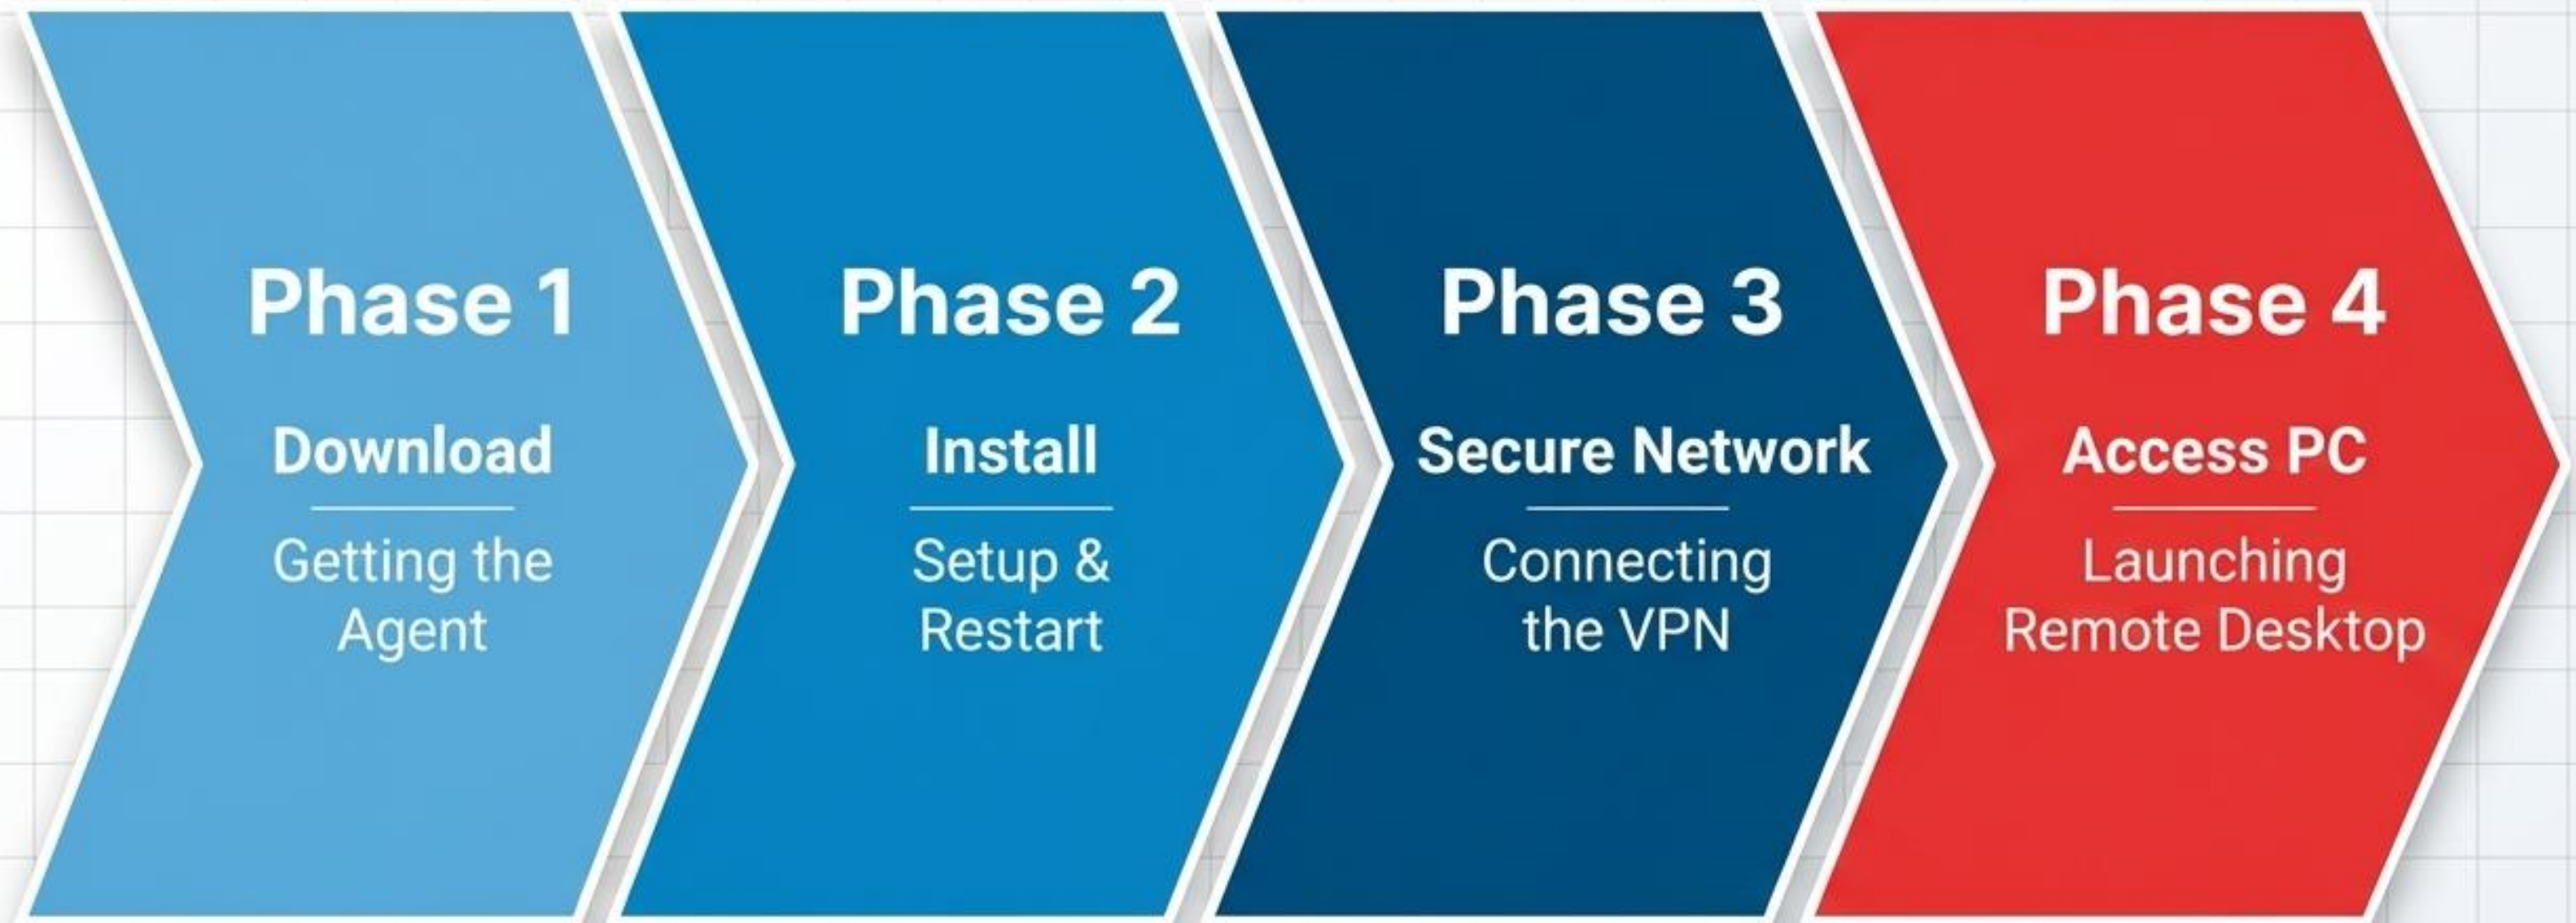 Phase 1
Download
Getting the
Agent
Phase 2
Install
Setup &
Restart
Phase 3
Secure Network
Connecting
the VPN
Phase 4
Access PC
Launching
Remote Desktop